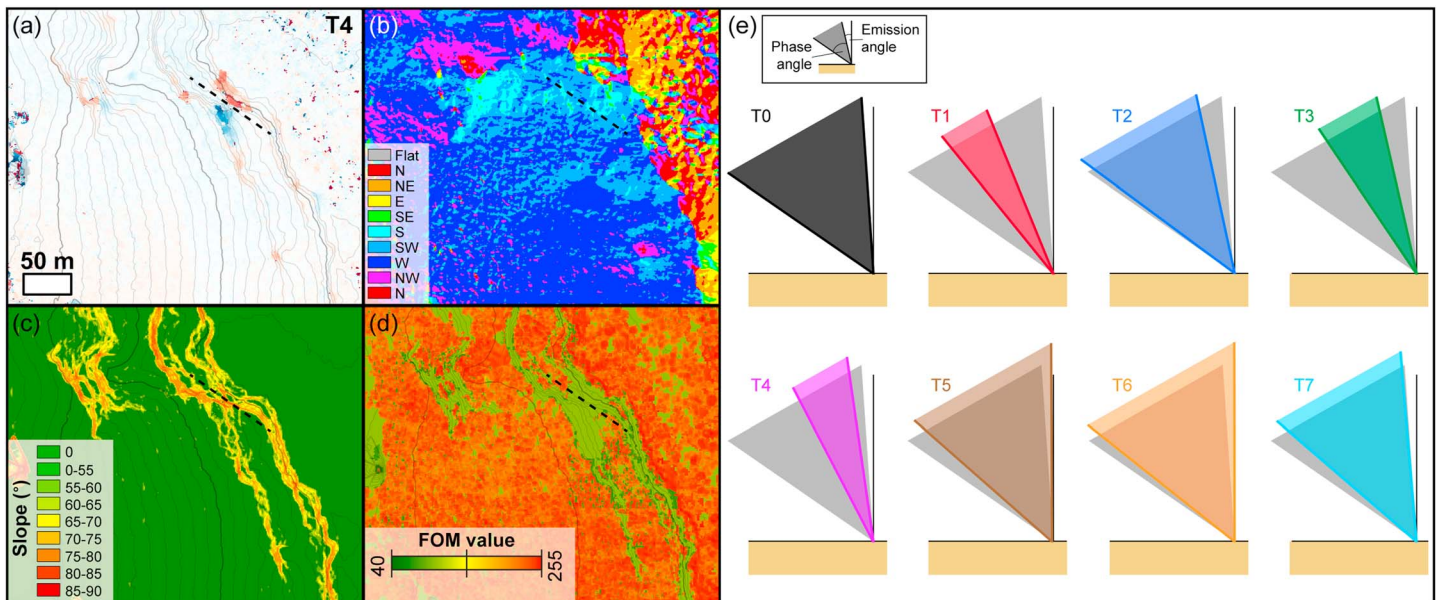 (a)
T4
50 m
(b)
Flat
N
NE
E
SE
S
SW
W
NW
N
(c)
Slope (°)
0
0-55
55-60
60-65
65-70
70-75
75-80
80-85
85-90
(d)
FOM value
40
255
(e)
Phase
angle
Emission
angle
T0
T1
T2
T3
T4
T5
T6
T7